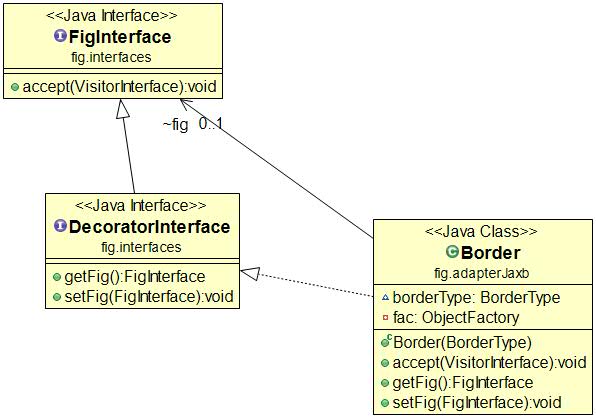 <<Java Interface>>
FigInterface
fig.interfaces
accept(VisitorInterface):void
~fig 0..1
<<Java Interface>>
DecoratorInterface
fig.interfaces
getFig():FigInterface
setFig(FigInterface):void
<<Java Class>>
Border
fig.adapterJaxb
borderType: BorderType
fac: ObjectFactory
Border(BorderType)
accept(VisitorInterface):void
getFig():FigInterface
setFig(FigInterface):void